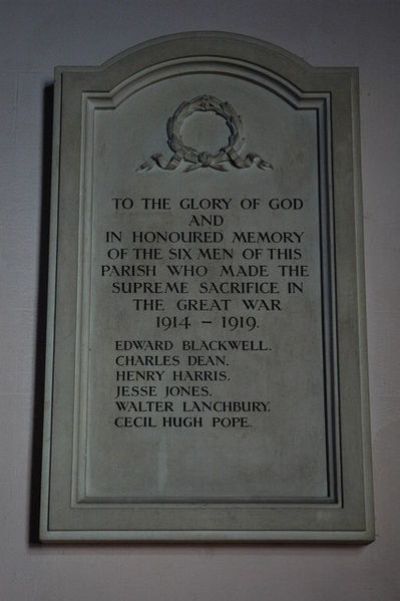 TO THE GLORY OF GOD
AND
IN HONOURED MEMORY
OF THE SIX MEN OF THIS
PARISH WHO MADE THE
SUPREME SACRIFICE IN
THE GREAT WAR
1914 – 1919.
EDWARD BLACKWELL.
CHARLES DEAN.
HENRY HARRIS.
JESSE JONES.
WALTER LANCHBURY.
CECIL HUGH POPE.